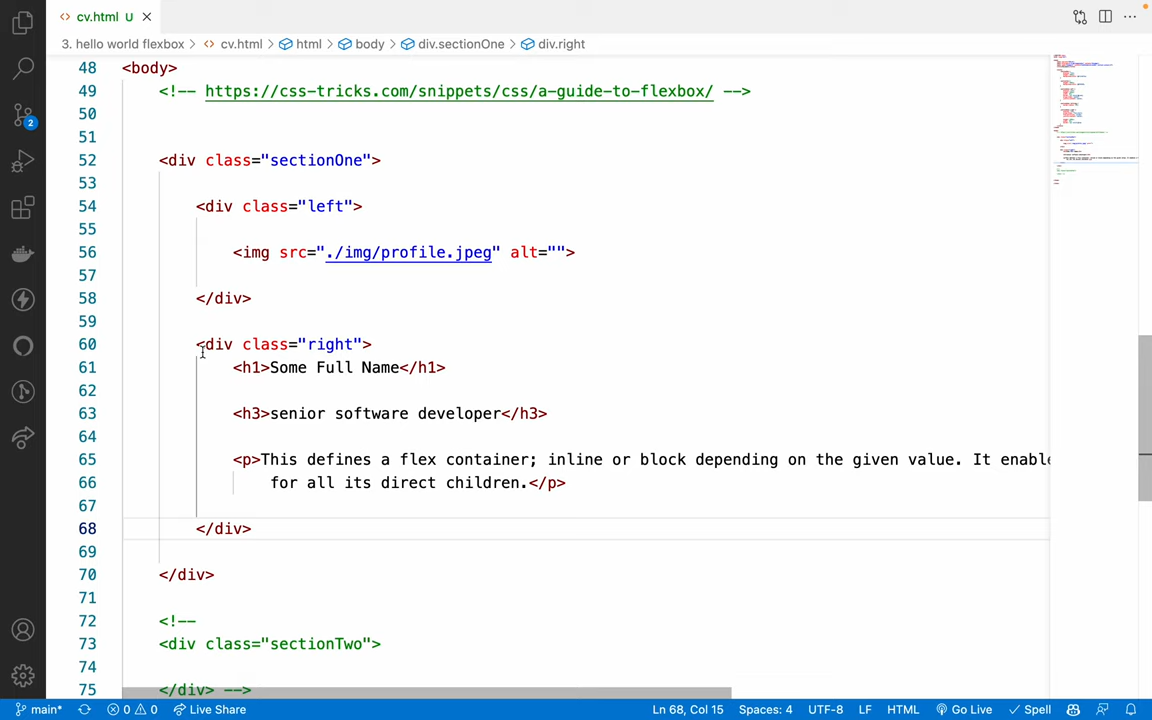 cv.html U
3. hello world flexbox > cv.html > html > body > div.sectionOne > div.right
48 <body>
49 <!-- https://css-tricks.com/snippets/css/a-guide-to-flexbox/ -->
50
51
52 <div class="sectionOne">
53
54 <div class="left">
55
56 <img src="./img/profile.jpeg" alt="">
57
58 </div>
59
60 <div class="right">
61 <h1>Some Full Name</h1>
62
63 <h3>senior software developer</h3>
64
65 <p>This defines a flex container; inline or block depending on the given value. It enable
66 for all its direct children.</p>
67
68 </div>
69
70 </div>
71
72 <!--
73 <div class="sectionTwo">
74
75 </div> -->
2
main* 0 0 Live Share Ln 68, Col 15 Spaces: 4 UTF-8 LF HTML Go Live Spell